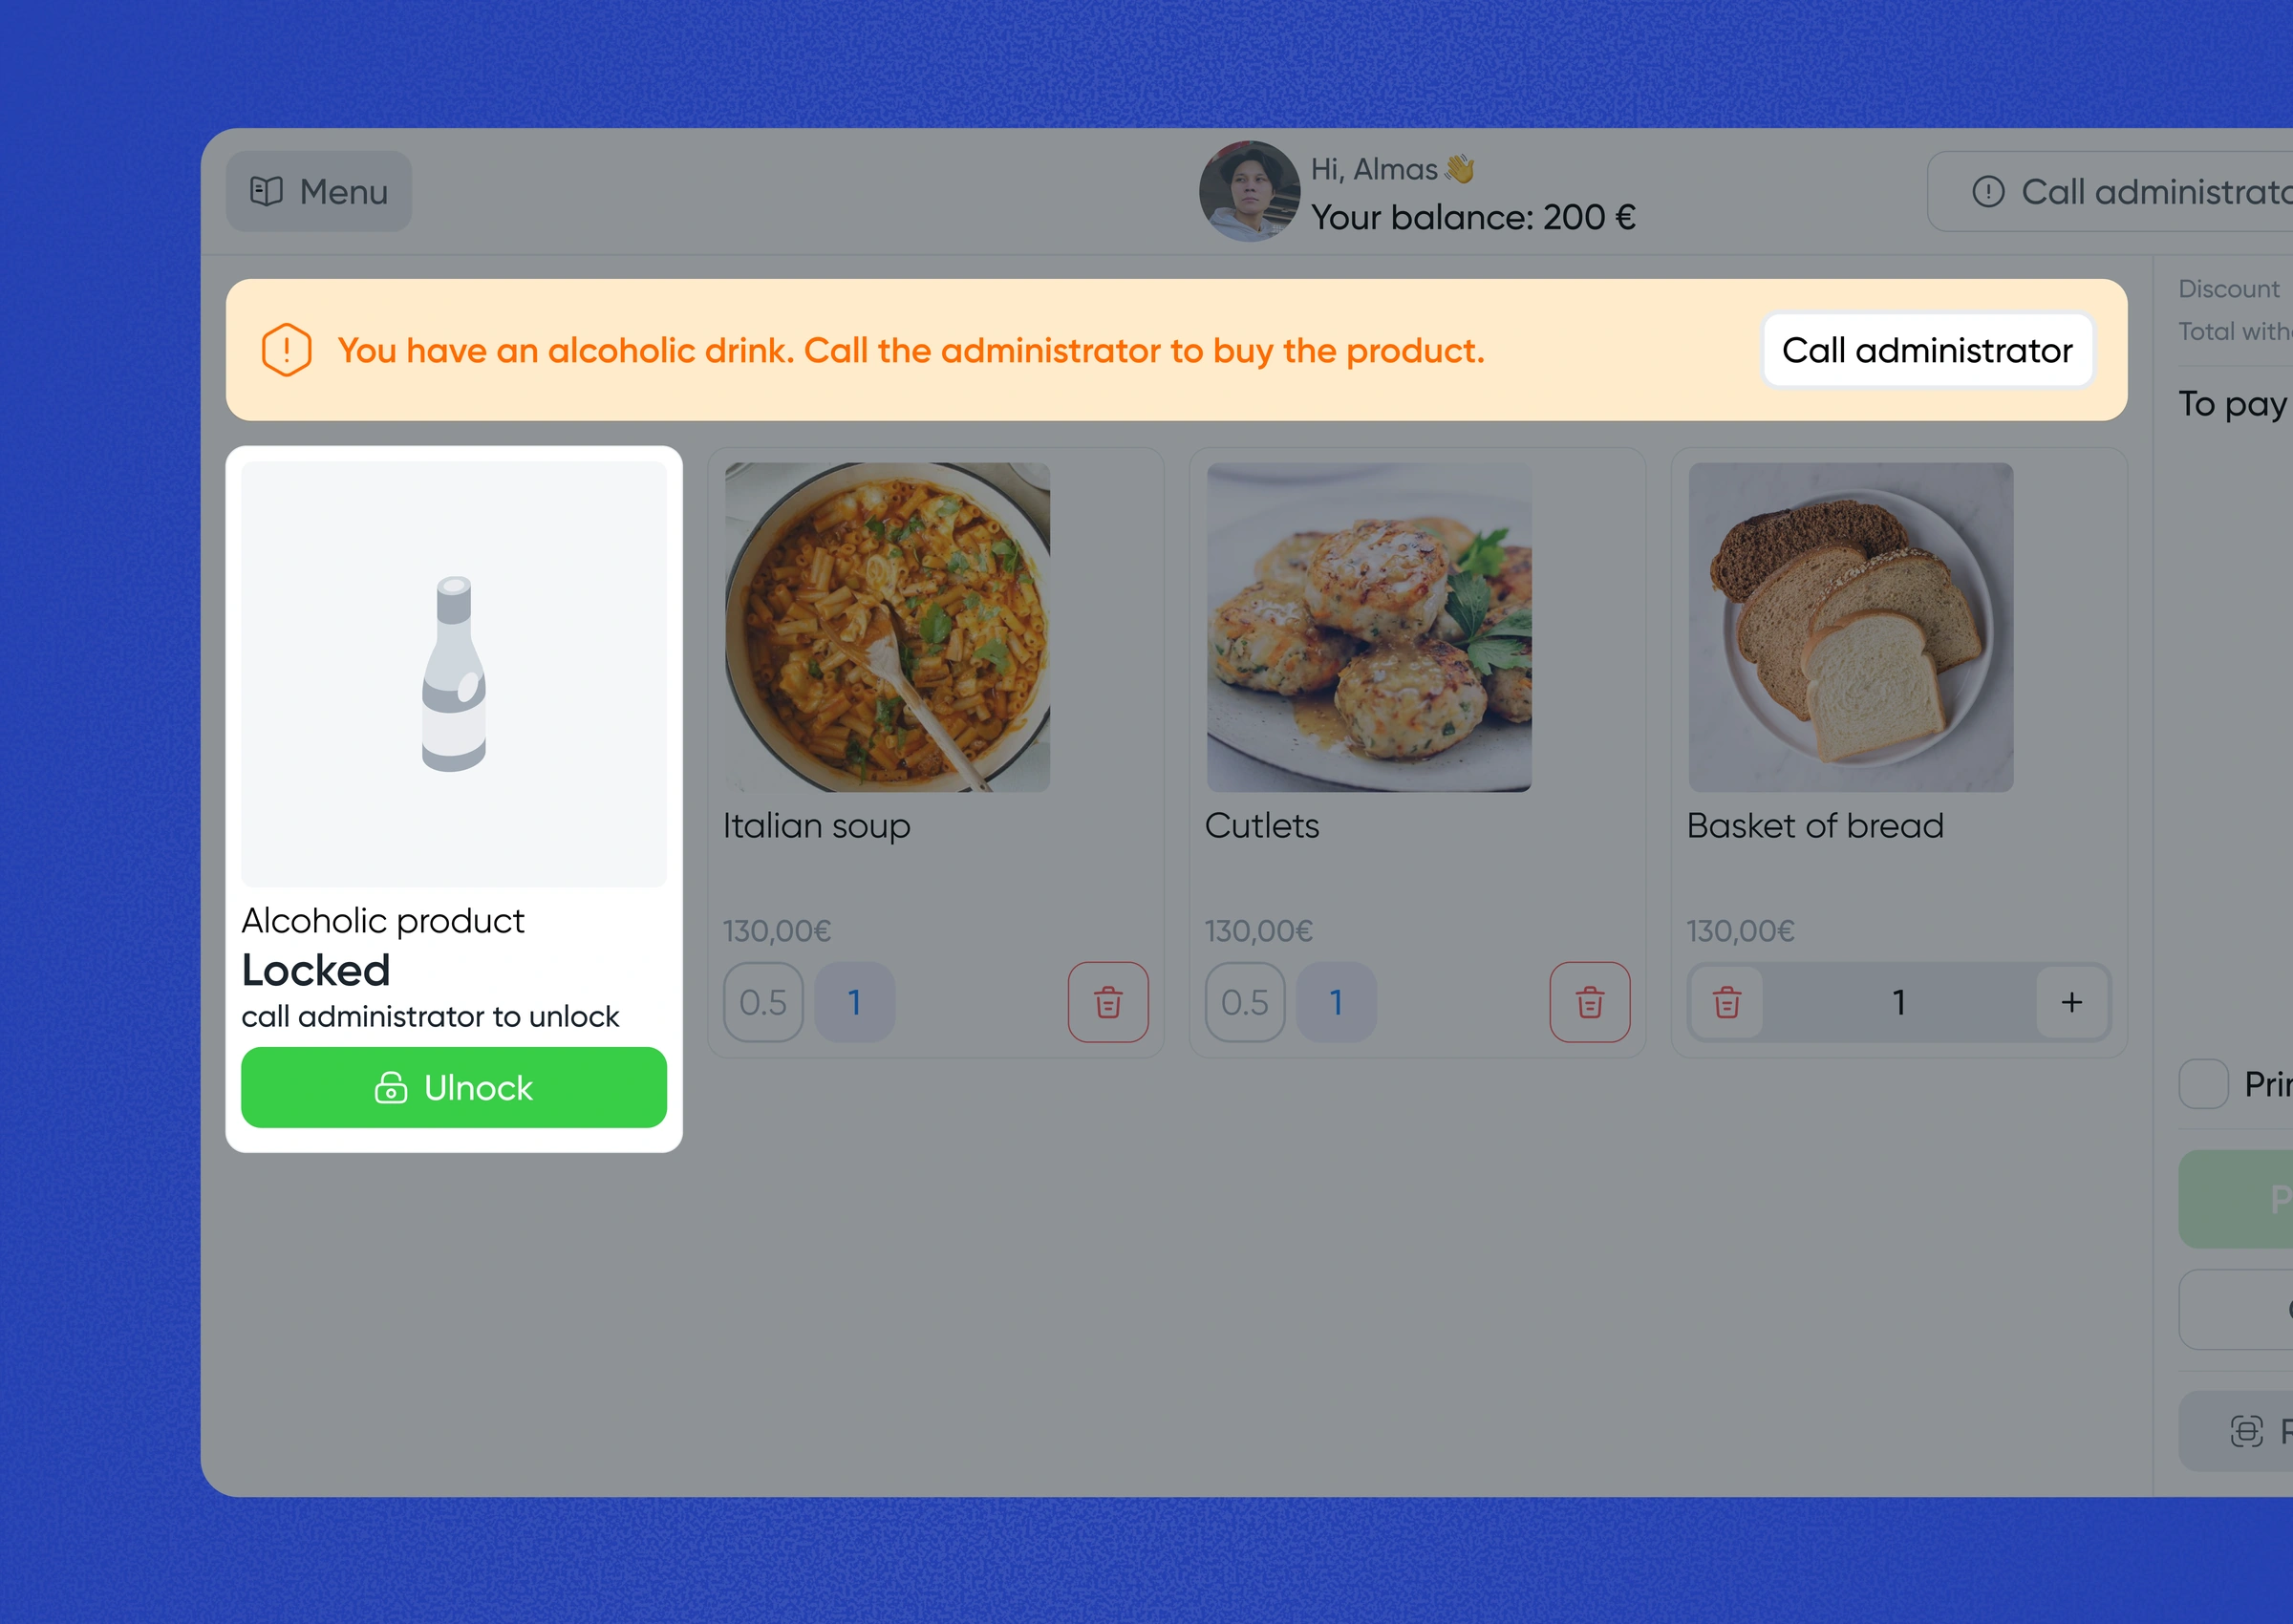 Menu
Hi, Almas👋
Your balance: 200 €
Call administrato
You have an alcoholic drink. Call the administrator to buy the product.
Call administrator
Discount
Total with
To pay
Alcoholic product
Locked
call administrator to unlock
Ulnock
Italian soup
130,00€
0.5
1
Cutlets
130,00€
0.5
1
Basket of bread
130,00€
1
+
Prin
P
R